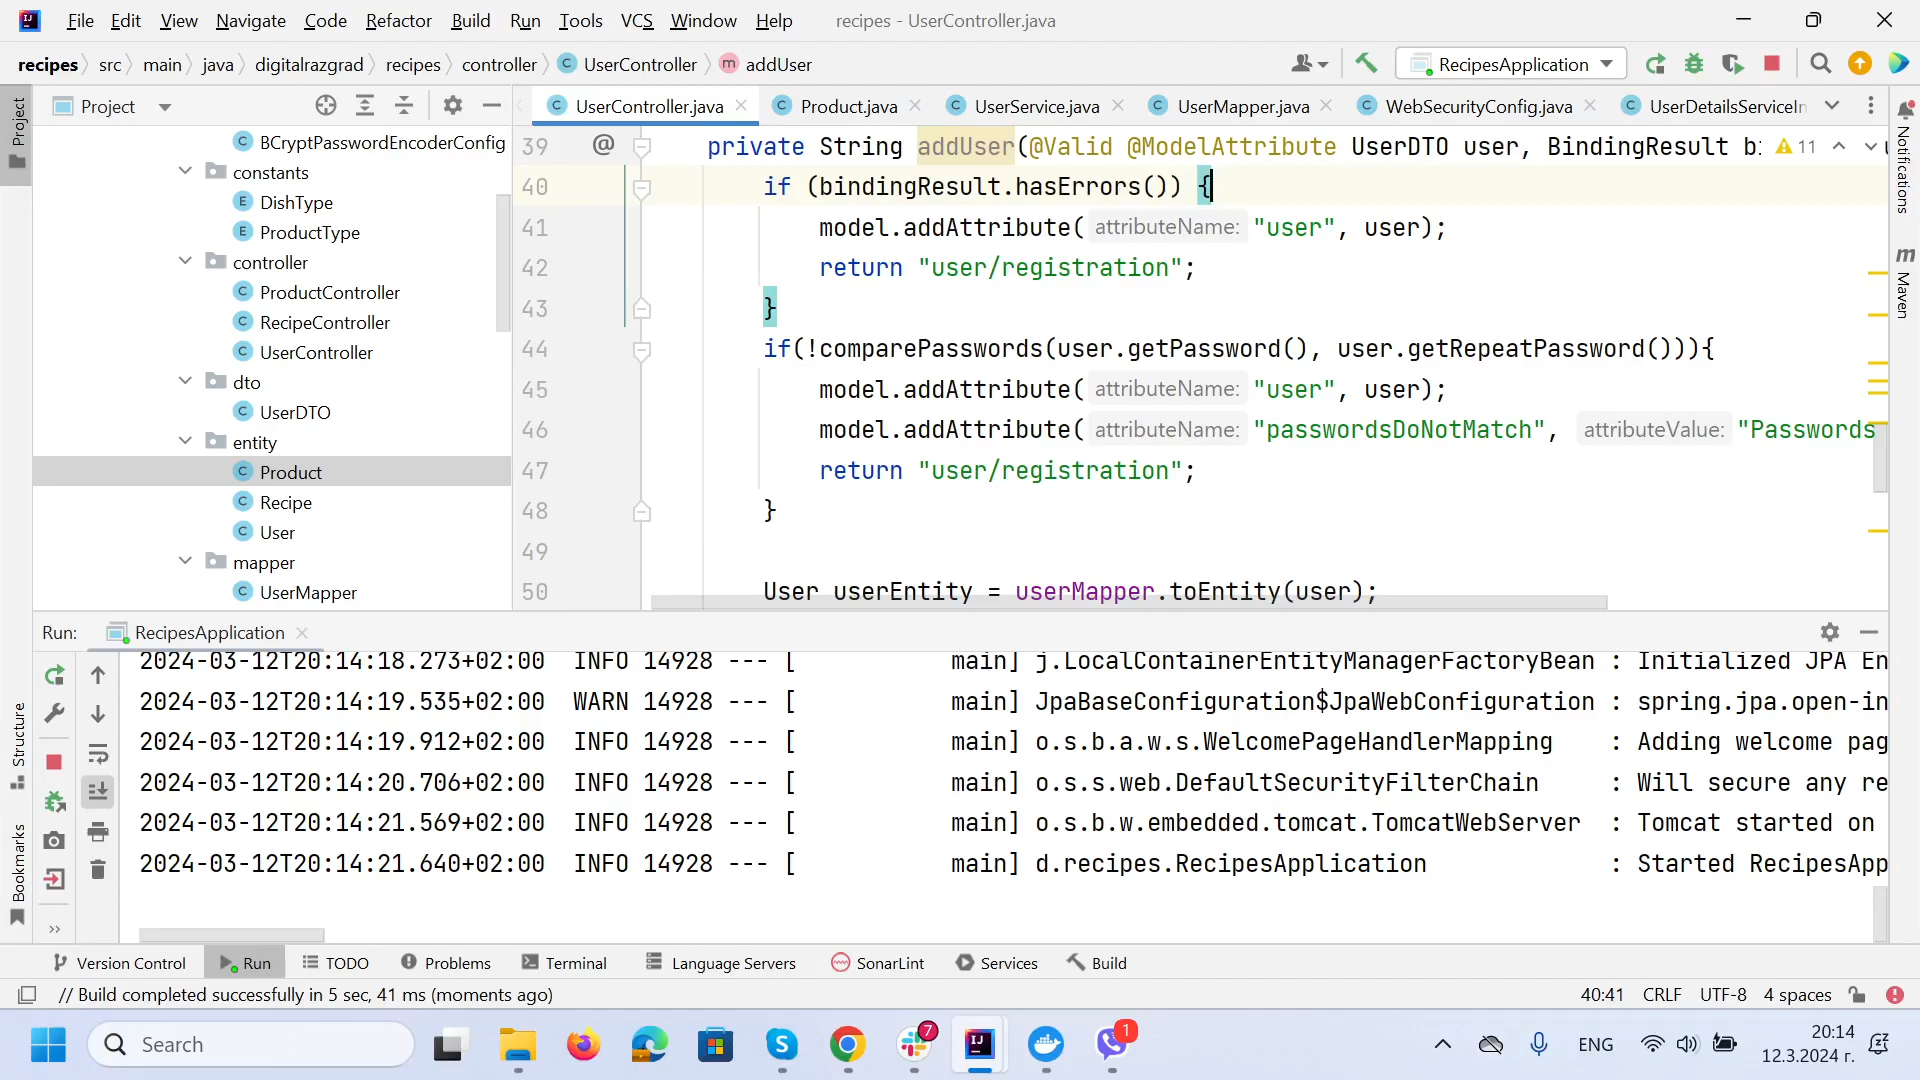 File Edit View Navigate Code Refactor Build Run Tools VCS Window Help recipes - UserController.java
recipes src main java digitalrazgrad recipes controller UserController addUser RecipesApplication
Project
UserController.java Product.java UserService.java UserMapper.java WebSecurityConfig.java UserDetailsServiceIn
BCryptPasswordEncoderConfig
constants
DishType
ProductType
controller
ProductController
RecipeController
UserController
dto
UserDTO
entity
Product
Recipe
User
mapper
UserMapper
39 @ private String addUser(@Valid @ModelAttribute UserDTO user, BindingResult bi 11
40 if (bindingResult.hasErrors()) {
41 model.addAttribute( attributeName: "user", user);
42 return "user/registration";
43 }
44 if(!comparePasswords(user.getPassword(), user.getRepeatPassword())){
45 model.addAttribute( attributeName: "user", user);
46 model.addAttribute( attributeName: "passwordsDoNotMatch", attributeValue: "Passwords
47 return "user/registration";
48 }
49
50 User userEntity = userMapper.toEntity(user);
Project
Structure
Bookmarks
Notifications
m Maven
Run: RecipesApplication
2024-03-12T20:14:18.273+02:00 INFO 14928 --- [ main] j.LocalContainerEntityManagerFactoryBean : Initialized JPA En
2024-03-12T20:14:19.535+02:00 WARN 14928 --- [ main] JpaBaseConfiguration$JpaWebConfiguration : spring.jpa.open-in
2024-03-12T20:14:19.912+02:00 INFO 14928 --- [ main] o.s.b.a.w.s.WelcomePageHandlerMapping : Adding welcome pag
2024-03-12T20:14:20.706+02:00 INFO 14928 --- [ main] o.s.s.web.DefaultSecurityFilterChain : Will secure any re
2024-03-12T20:14:21.569+02:00 INFO 14928 --- [ main] o.s.b.w.embedded.tomcat.TomcatWebServer : Tomcat started on
2024-03-12T20:14:21.640+02:00 INFO 14928 --- [ main] d.recipes.RecipesApplication : Started RecipesApp
Version Control Run TODO Problems Terminal Language Servers SonarLint Services Build
// Build completed successfully in 5 sec, 41 ms (moments ago) 40:41 CRLF UTF-8 4 spaces
Search 7 1 ENG 20:14
12.3.2024 г.